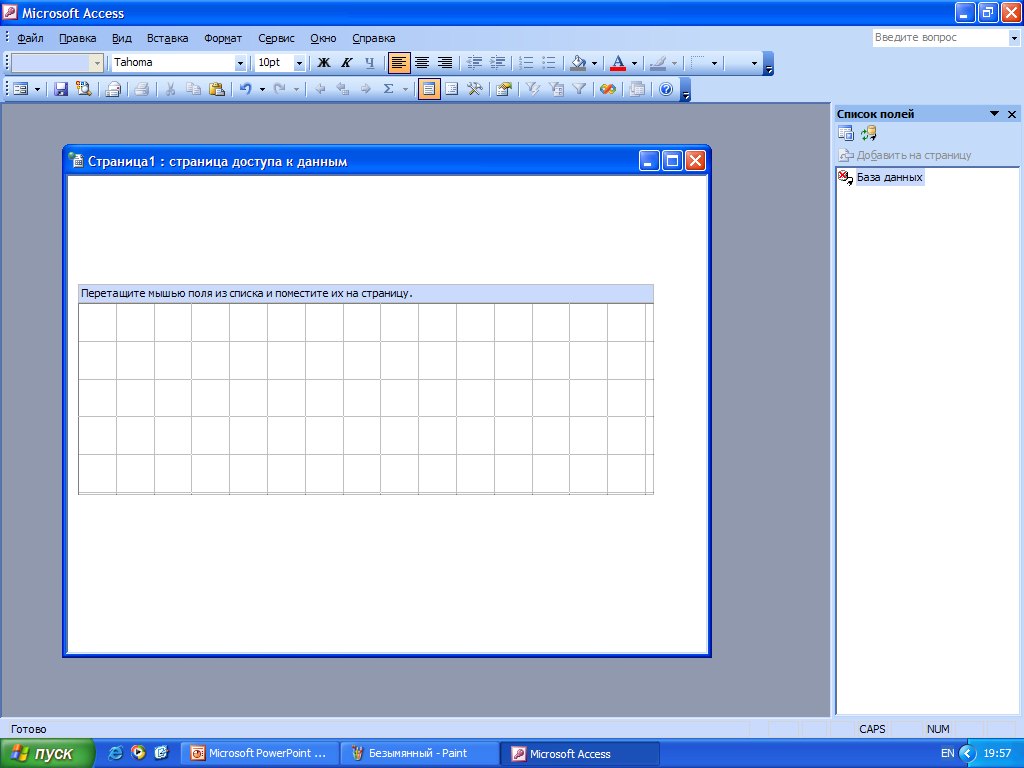 Microsoft Access
Файл Правка Вид Вставка Формат Сервис Окно Справка Введите вопрос
Tahoma 10pt Ж К Ч А
Список полей
Добавить на страницу
База данных
Страница1 : страница доступа к данным
Перетащите мышью поля из списка и поместите их на страницу.
Готово CAPS NUM
пуск Microsoft PowerPoint ... Безымянный - Paint Microsoft Access EN 19:57